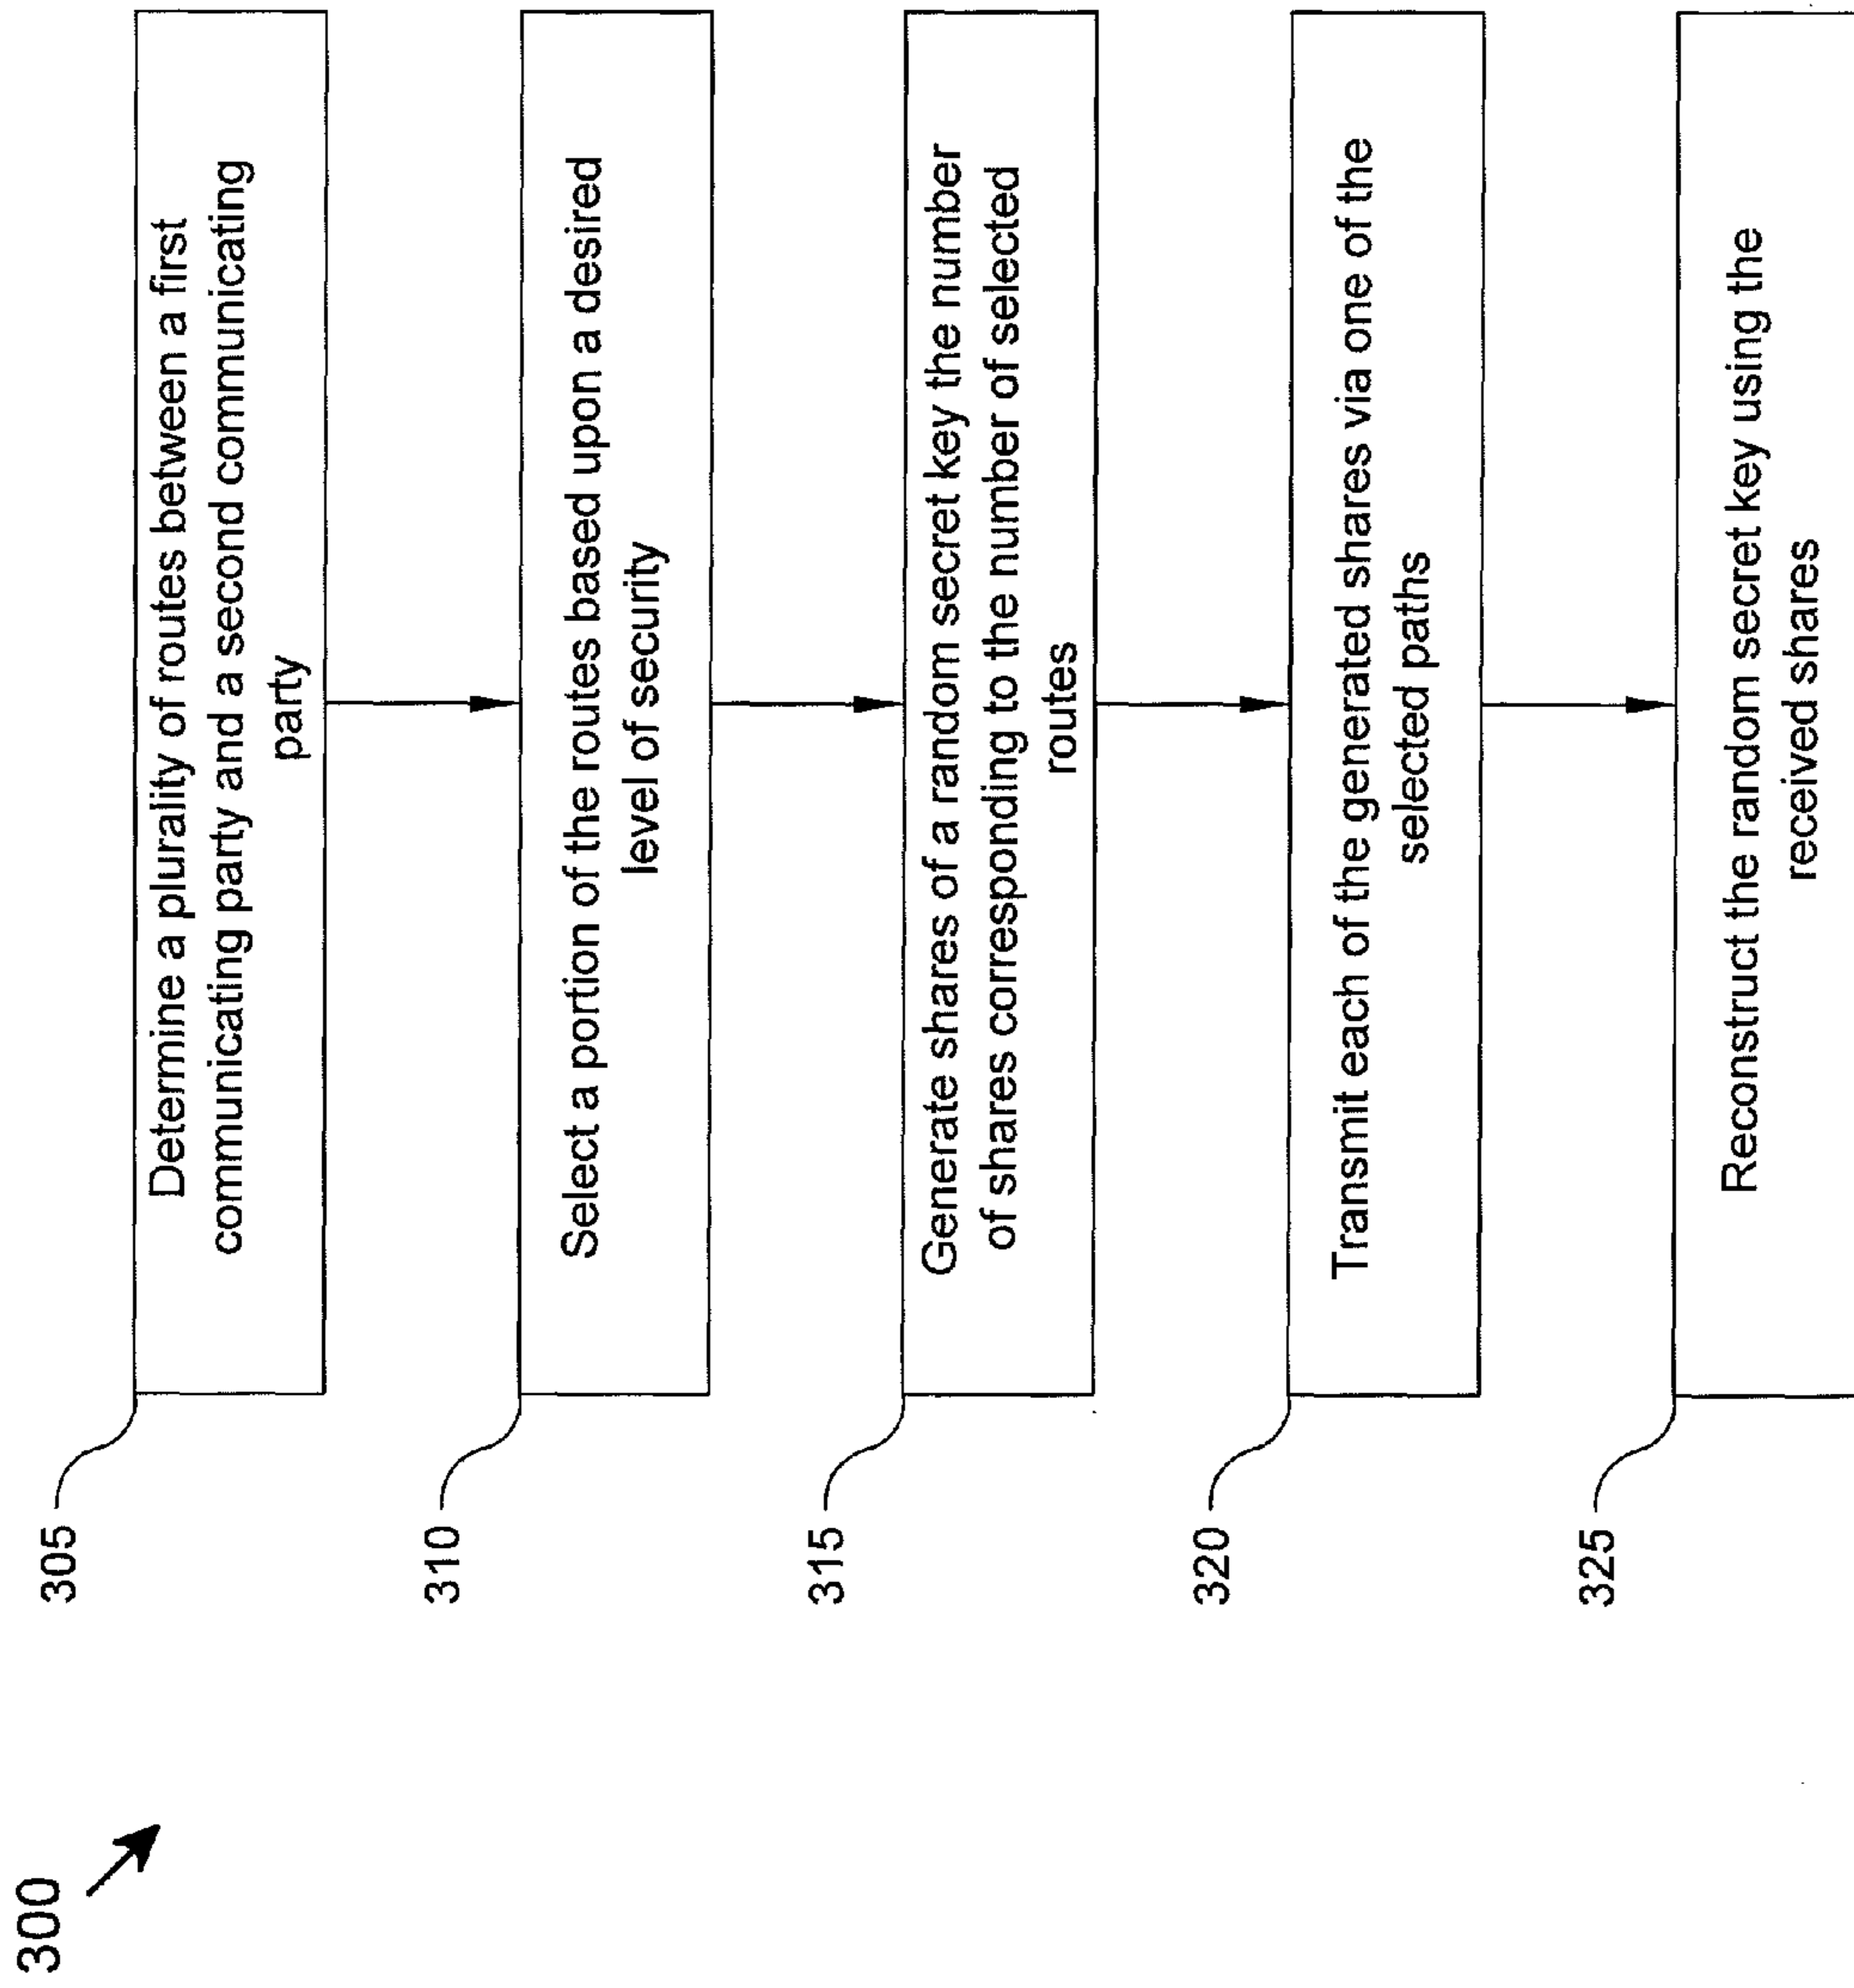 300
305
Determine a plurality of routes between a first
communicating party and a second communicating
party
310
Select a portion of the routes based upon a desired
level of security
315
Generate shares of a random secret key the number
of shares corresponding to the number of selected
routes
320
Transmit each of the generated shares via one of the
selected paths
325
Reconstruct the random secret key using the
received shares